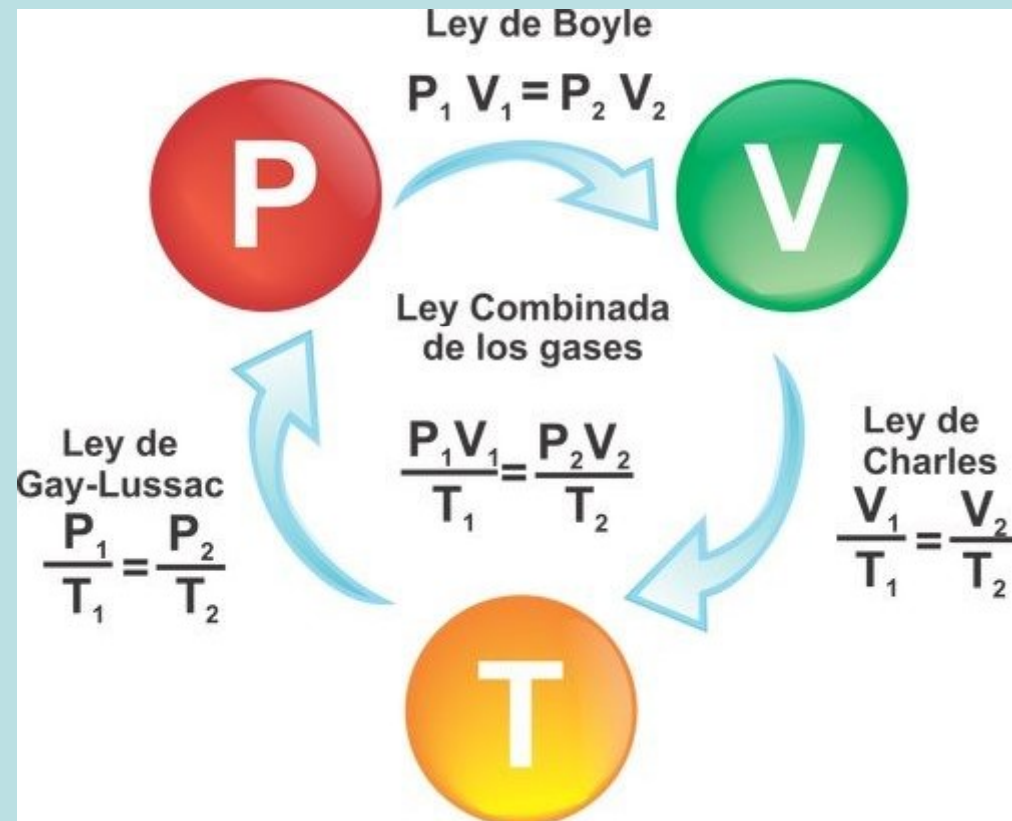 Ley de Boyle
P₁ V₁ = P₂ V₂
P
V
Ley Combinada
de los gases
P₁V₁ / T₁ = P₂V₂ / T₂
Ley de
Gay-Lussac
P₁ / T₁ = P₂ / T₂
Ley de
Charles
V₁ / T₁ = V₂ / T₂
T